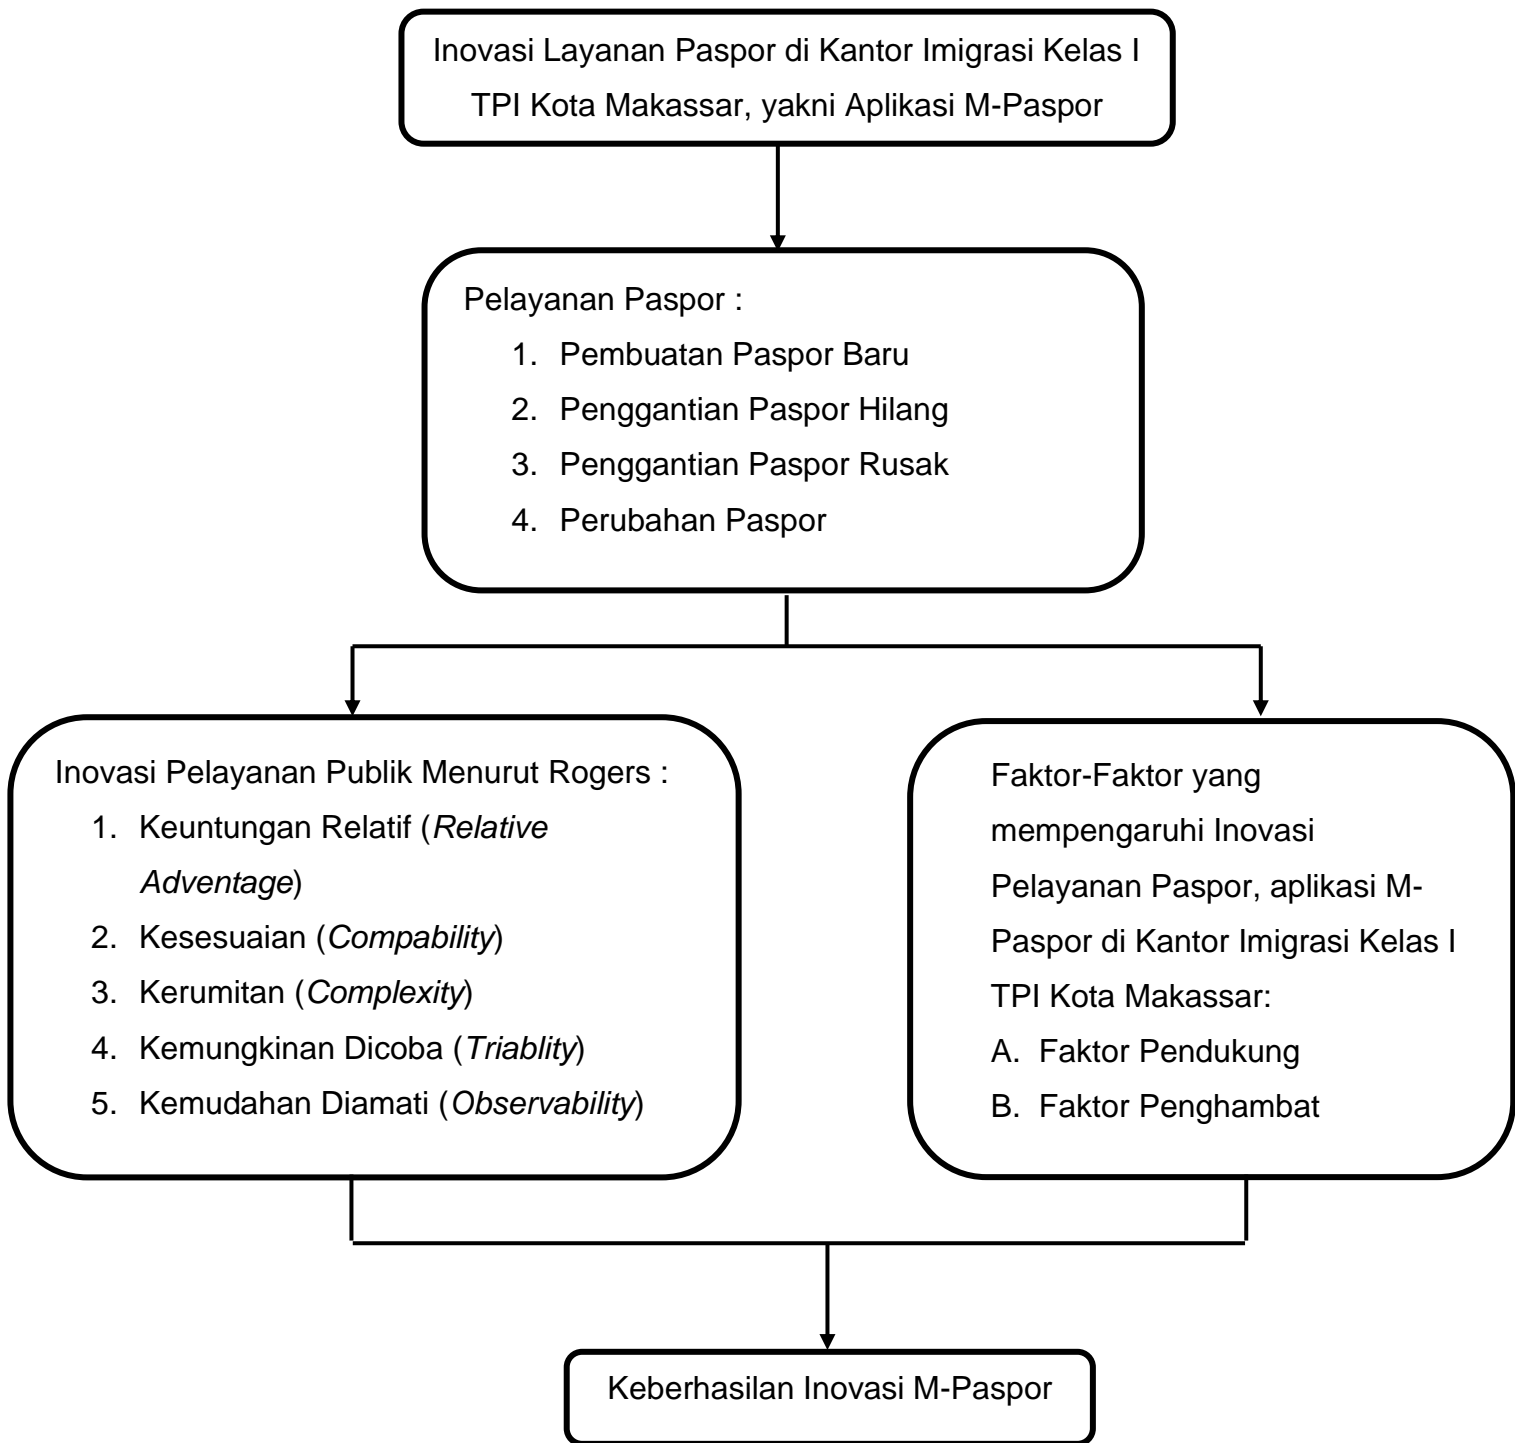 Inovasi Layanan Paspor di Kantor Imigrasi Kelas I
TPI Kota Makassar, yakni Aplikasi M-Paspor
Pelayanan Paspor :
1. Pembuatan Paspor Baru
2. Penggantian Paspor Hilang
3. Penggantian Paspor Rusak
4. Perubahan Paspor
Inovasi Pelayanan Publik Menurut Rogers :
1. Keuntungan Relatif (Relative
Adventage)
2. Kesesuaian (Compability)
3. Kerumitan (Complexity)
4. Kemungkinan Dicoba (Triablity)
5. Kemudahan Diamati (Observability)
Faktor-Faktor yang
mempengaruhi Inovasi
Pelayanan Paspor, aplikasi M-
Paspor di Kantor Imigrasi Kelas I
TPI Kota Makassar:
A. Faktor Pendukung
B. Faktor Penghambat
Keberhasilan Inovasi M-Paspor